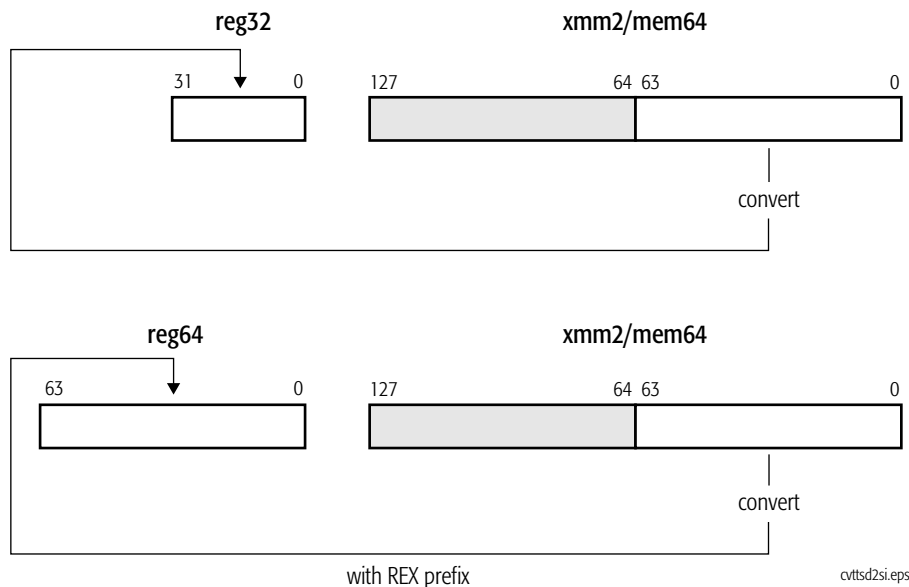 reg32 xmm2/mem64
31 0 127 64 63 0
convert
reg64 xmm2/mem64
63 0 127 64 63 0
convert
with REX prefix
cvttsd2si.eps